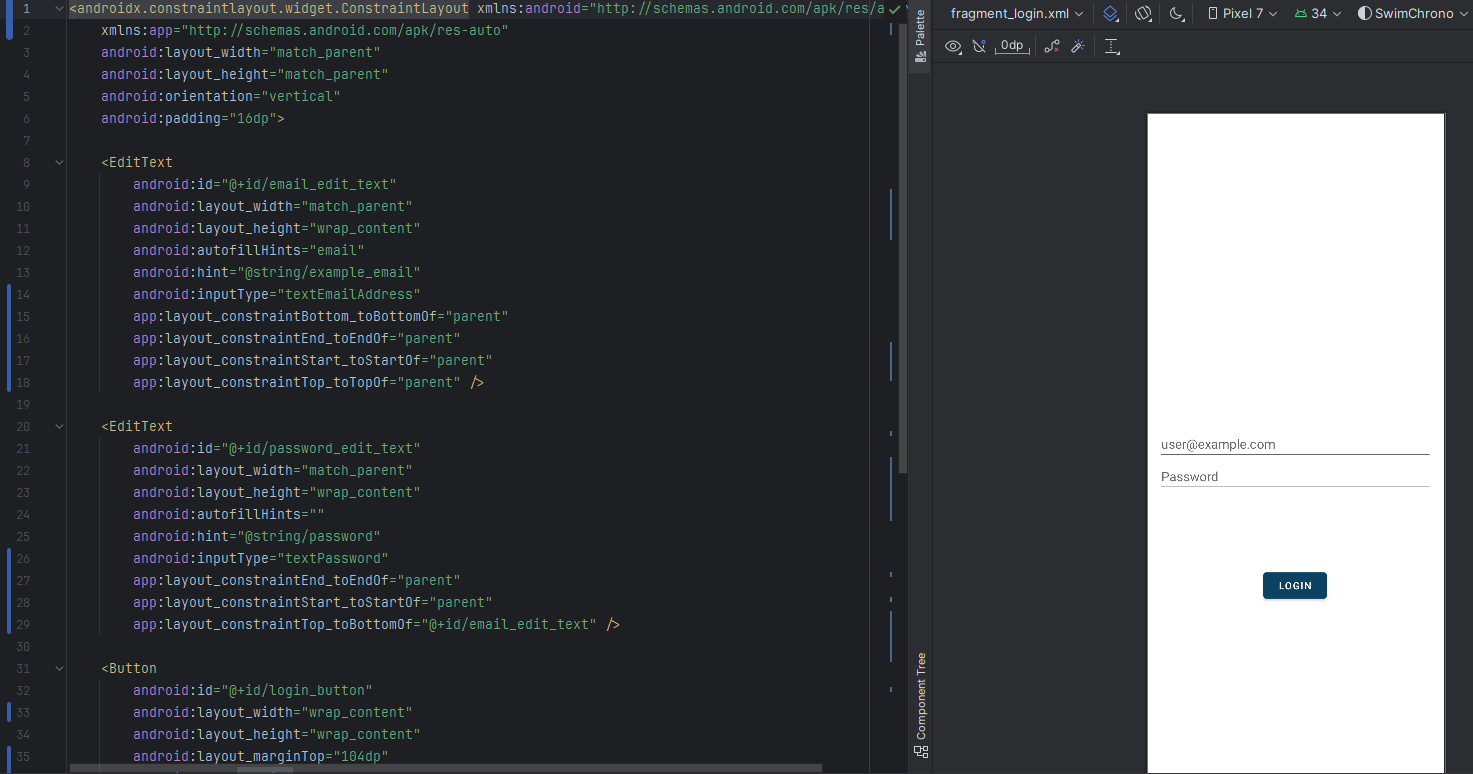 1 <androidx.constraintlayout.widget.ConstraintLayout xmlns:android="http://schemas.android.com/apk/res/a
2 xmlns:app="http://schemas.android.com/apk/res-auto"
3 android:layout_width="match_parent"
4 android:layout_height="match_parent"
5 android:orientation="vertical"
6 android:padding="16dp">
7
8 <EditText
9 android:id="@+id/email_edit_text"
10 android:layout_width="match_parent"
11 android:layout_height="wrap_content"
12 android:autofillHints="email"
13 android:hint="@string/example_email"
14 android:inputType="textEmailAddress"
15 app:layout_constraintBottom_toBottomOf="parent"
16 app:layout_constraintEnd_toEndOf="parent"
17 app:layout_constraintStart_toStartOf="parent"
18 app:layout_constraintTop_toTopOf="parent" />
19
20 <EditText
21 android:id="@+id/password_edit_text"
22 android:layout_width="match_parent"
23 android:layout_height="wrap_content"
24 android:autofillHints=""
25 android:hint="@string/password"
26 android:inputType="textPassword"
27 app:layout_constraintEnd_toEndOf="parent"
28 app:layout_constraintStart_toStartOf="parent"
29 app:layout_constraintTop_toBottomOf="@+id/email_edit_text" />
30
31 <Button
32 android:id="@+id/login_button"
33 android:layout_width="wrap_content"
34 android:layout_height="wrap_content"
35 android:layout_marginTop="104dp"
Palette
Component Tree
fragment_login.xml Pixel 7 34 SwimChrono
0dp
user@example.com
Password
LOGIN